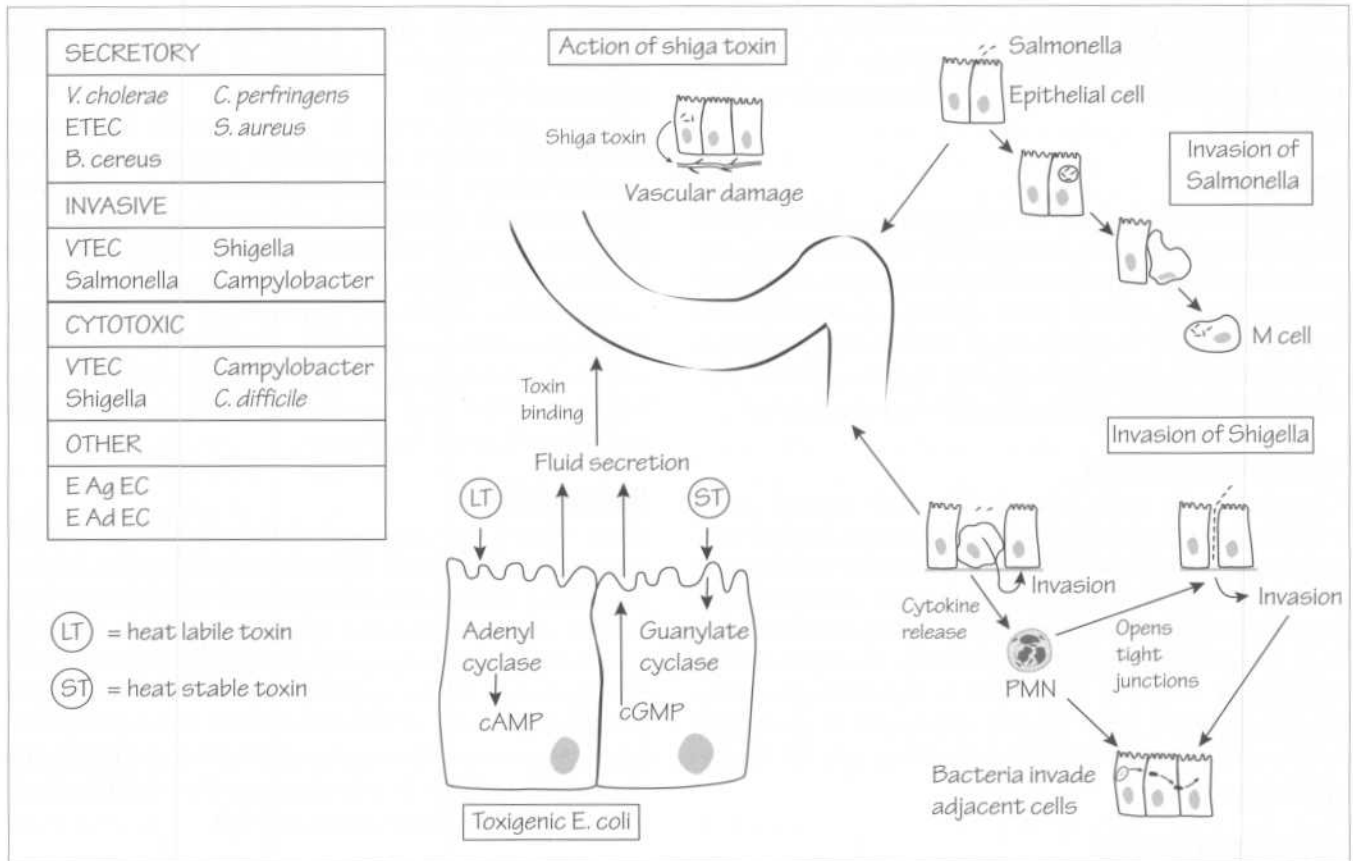 SECRETORY
V. cholerae C. perfringens
ETEC S. aureus
B. cereus
INVASIVE
VTEC Shigella
Salmonella Campylobacter
CYTOTOXIC
VTEC Campylobacter
Shigella C. difficile
OTHER
E Ag EC
E Ad EC
LT = heat labile toxin
ST = heat stable toxin
Action of shiga toxin
Shiga toxin
Vascular damage
Salmonella
Epithelial cell
Invasion of
Salmonella
M cell
Toxin
binding
Fluid secretion
LT
ST
Adenyl
cyclase
cAMP
Guanylate
cyclase
cGMP
Toxigenic E. coli
Invasion of Shigella
Invasion
Cytokine
release
PMN
Opens
tight
junctions
Invasion
Bacteria invade
adjacent cells